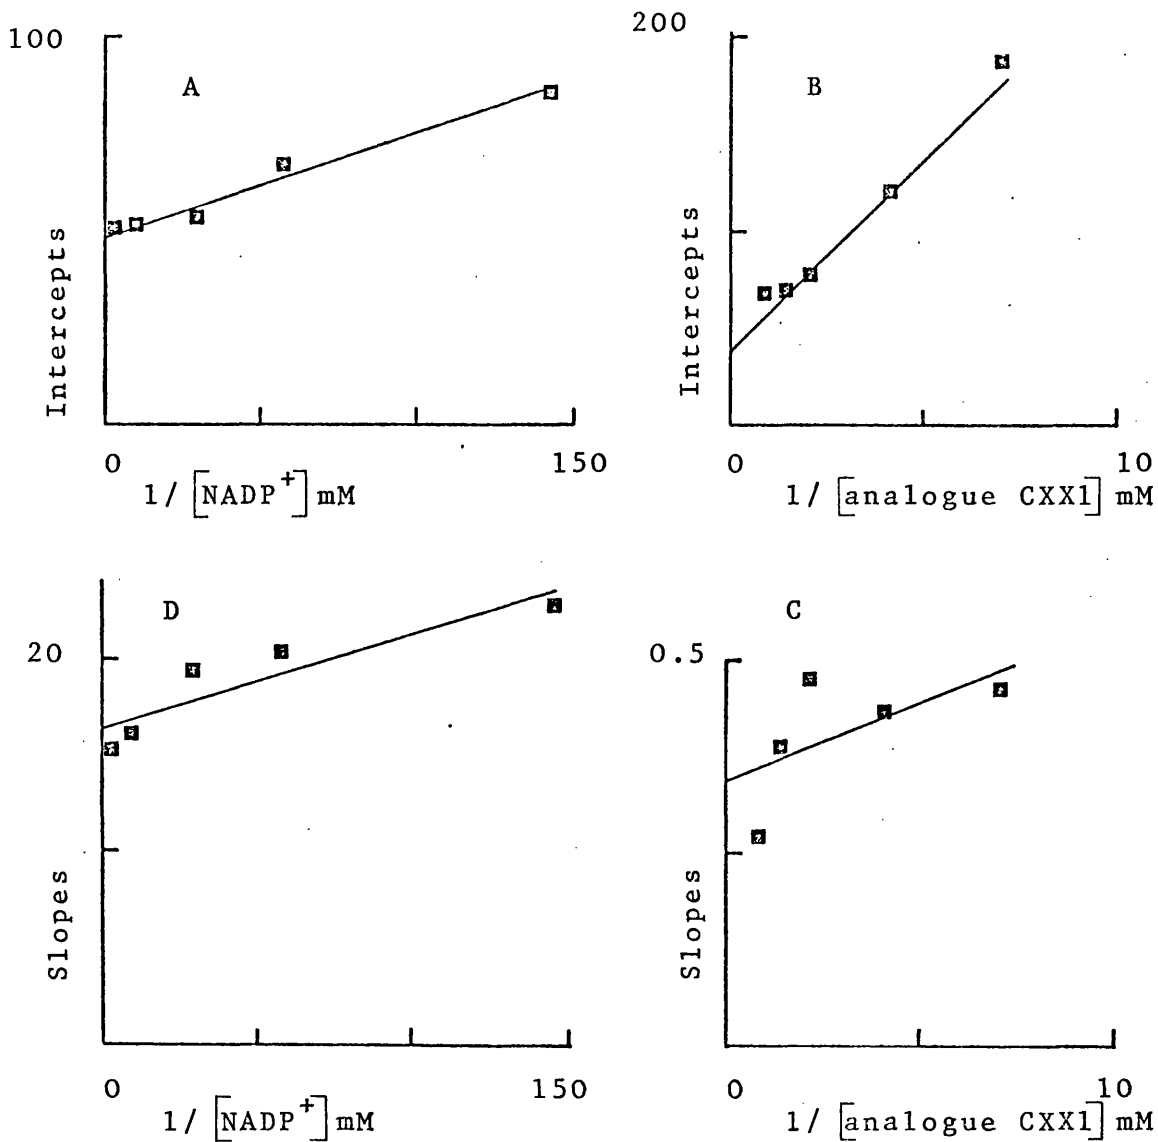 100
A
Intercepts
0
150
1/[NADP+]mM
200
B
Intercepts
0
10
1/[analogue CXX1]mM
20
D
Slopes
0
150
1/[NADP+]mM
0.5
C
Slopes
0
10
1/[analogue CXX1]mM